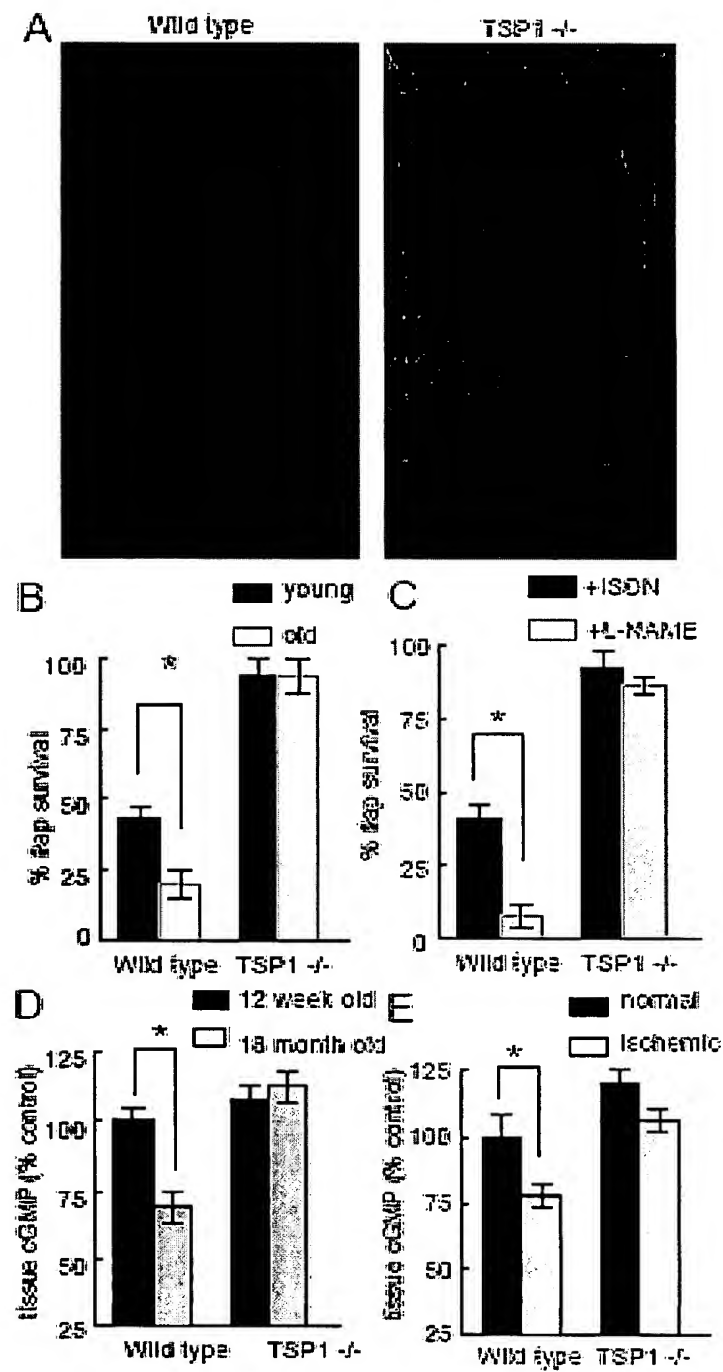 A
Wild type
TSP1 -/-
B
young
old
100
75
50
25
0
% flap survival
*
Wild type
TSP1 -/-
C
+ISDN
+L-NAME
100
75
50
25
0
% flap survival
*
Wild type
TSP1 -/-
D
12 week old
18 month old
125
100
75
50
25
tissue cGMP (% control)
*
Wild type
TSP1 -/-
E
normal
ischemic
125
100
75
50
25
tissue cGMP (% control)
*
Wild type
TSP1 -/-